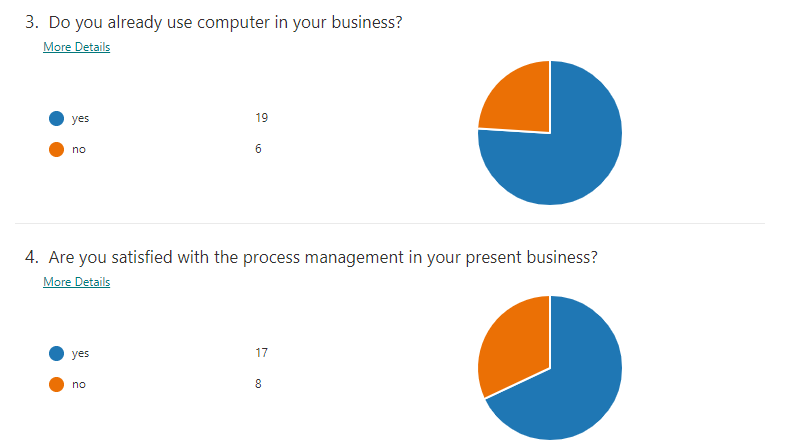 3. Do you already use computer in your business?
More Details
yes 19
no 6
4. Are you satisfied with the process management in your present business?
More Details
yes 17
no 8